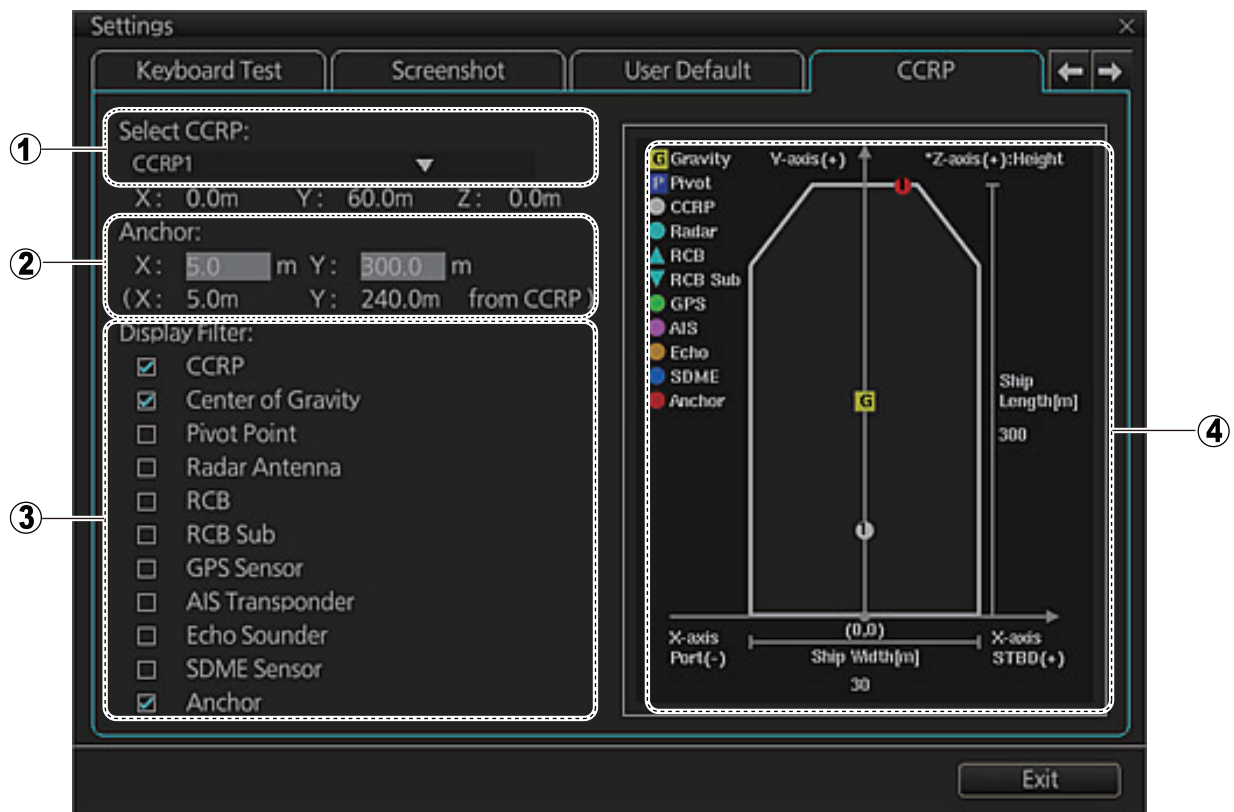 Settings
Keyboard Test
Screenshot
User Default
CCRP
1
Select CCRP:
CCRP1
X: 0.0m Y: 60.0m Z: 0.0m
2
Anchor:
X: 5.0 m Y: 300.0 m
(X: 5.0m Y: 240.0m from CCRP)
3
Display Filter:
CCRP
Center of Gravity
Pivot Point
Radar Antenna
RCB
RCB Sub
GPS Sensor
AIS Transponder
Echo Sounder
SDME Sensor
Anchor
G Gravity
P Pivot
CCRP
Radar
RCB
RCB Sub
GPS
AIS
Echo
SDME
Anchor
Y-axis(+)
*Z-axis(+):Height
1
G
1
Ship
Length[m]
300
4
(0,0)
X-axis
Port(-)
Ship Width[m]
30
X-axis
STBD(+)
Exit